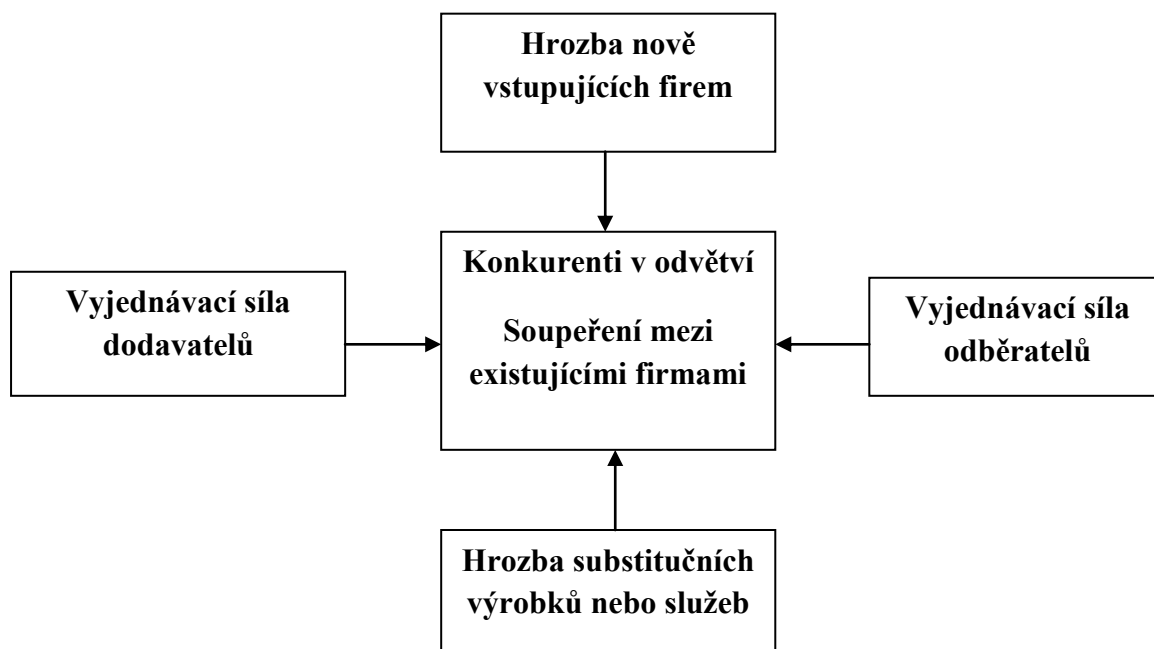 Hrozba nově
vstupujících firem
Konkurenti v odvětví
Soupeření mezi
existujícími firmami
Vyjednávací síla
dodavatelů
Vyjednávací síla
odběratelů
Hrozba substitučních
výrobků nebo služeb